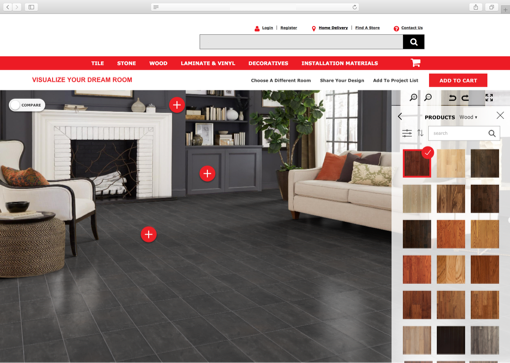 Login | Register
Home Delivery | Find A Store
Contact Us
TILE STONE WOOD LAMINATE & VINYL DECORATIVES INSTALLATION MATERIALS
VISUALIZE YOUR DREAM ROOM
Choose A Different Room Share Your Design Add To Project List ADD TO CART
COMPARE
PRODUCTS Wood
search